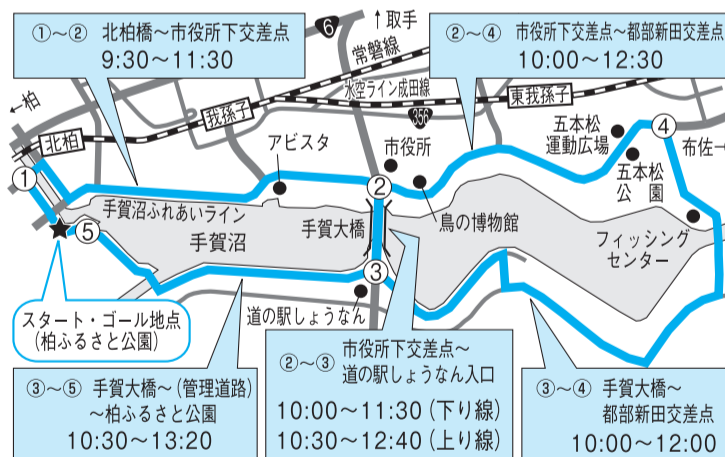 ①～② 北柏橋～市役所下交差点
9:30～11:30
6
↑取手
常磐線
②～④ 市役所下交差点～都部新田交差点
10:00～12:30
水空ライン成田線
←柏
我孫子
356
東我孫子
北柏
アビスタ
市役所
五本松
運動広場
④
布佐→
五本松
公園
①
②
手賀沼ふれあいライン
鳥の博物館
⑤
手賀沼
手賀大橋
フィッシング
センター
③
スタート・ゴール地点
(柏ふるさと公園)
道の駅しょうなん
③～⑤ 手賀大橋～(管理道路)
～柏ふるさと公園
10:30～13:20
②～③ 市役所下交差点～
道の駅しょうなん入口
10:00～11:30 (下り線)
10:30～12:40 (上り線)
③～④ 手賀大橋～
都部新田交差点
10:00～12:00